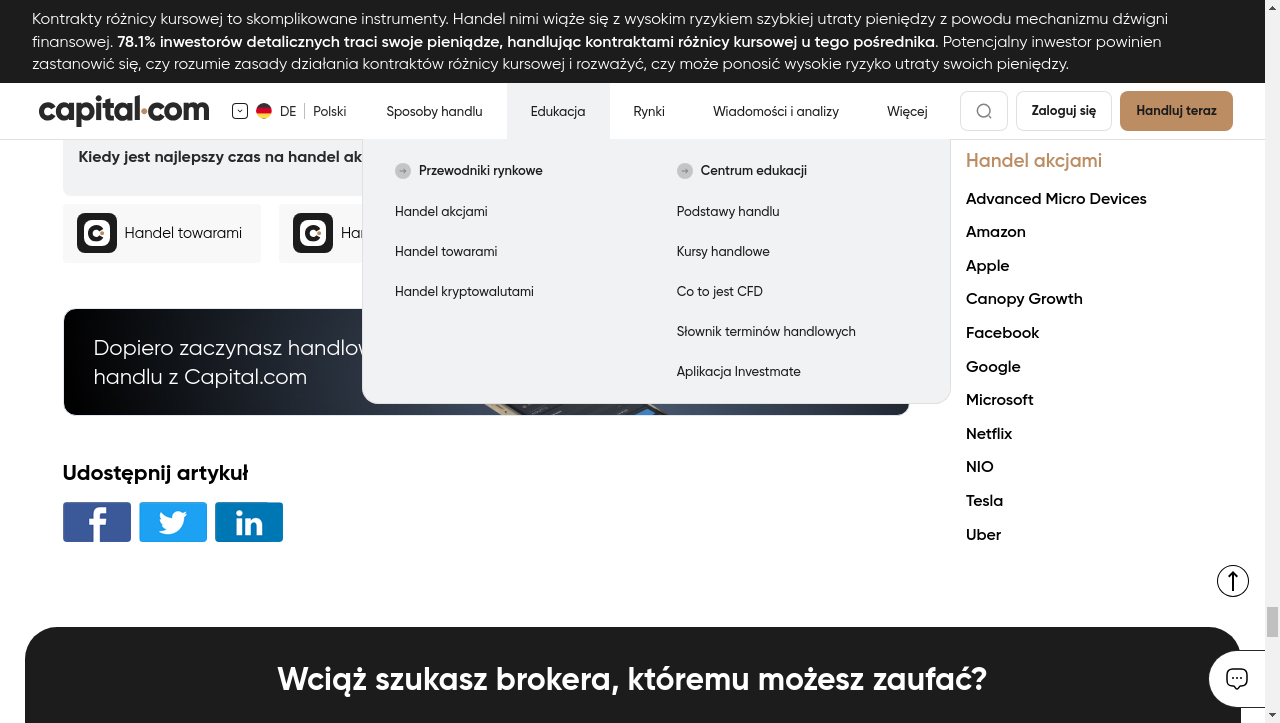 Kontrakty różnicy kursowej to skomplikowane instrumenty. Handel nimi wiąże się z wysokim ryzykiem szybkiej utraty pieniędzy z powodu mechanizmu dźwigni
finansowej. 78.1% inwestorów detalicznych traci swoje pieniądze, handlując kontraktami różnicy kursowej u tego pośrednika. Potencjalny inwestor powinien
zastanowić się, czy rozumie zasady działania kontraktów różnicy kursowej i rozważyć, czy może ponosić wysokie ryzyko utraty swoich pieniędzy.
capital.com DE Polski Sposoby handlu Edukacja Rynki Wiadomości i analizy Więcej Zaloguj się Handluj teraz
Kiedy jest najlepszy czas na handel ak
Handel towarami
Dopiero zaczynasz handlow
handlu z Capital.com
Przewodniki rynkowe
Handel akcjami
Handel towarami
Handel kryptowalutami
Centrum edukacji
Podstawy handlu
Kursy handlowe
Co to jest CFD
Słownik terminów handlowych
Aplikacja Investmate
Handel akcjami
Advanced Micro Devices
Amazon
Apple
Canopy Growth
Facebook
Google
Microsoft
Netflix
NIO
Tesla
Uber
Udostępnij artykuł
Wciąż szukasz brokera, któremu możesz zaufać?